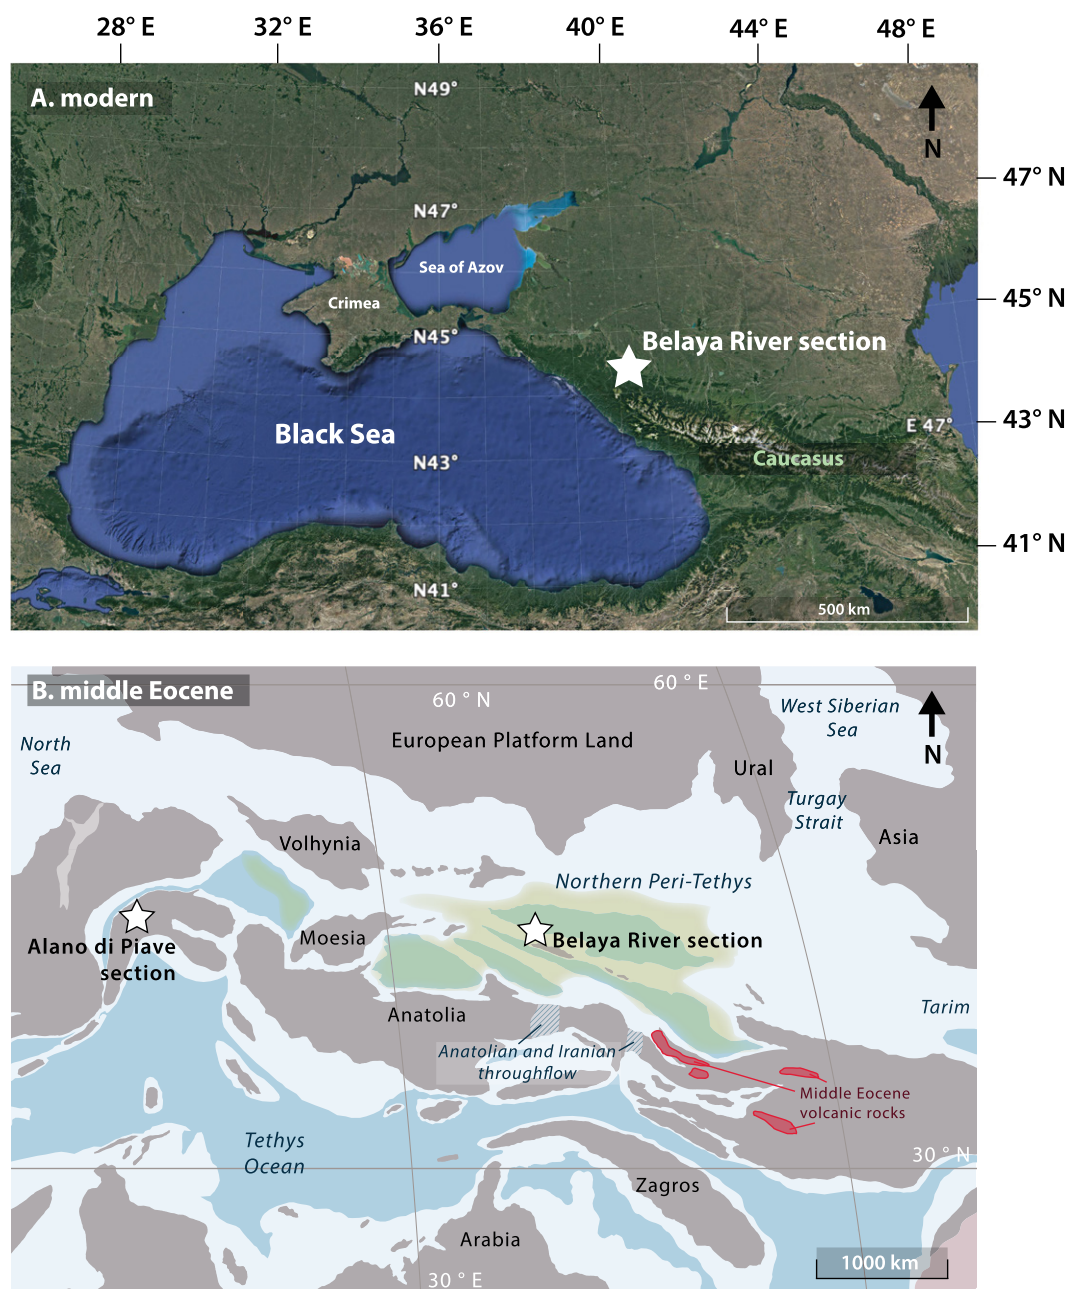 28° E 32° E 36° E 40° E 44° E 48° E
A. modern
N49°
N
47° N
N47°
Sea of Azov
Crimea
45° N
N45°
Belaya River section
43° N
E 47°
Black Sea
N43°
Caucasus
41° N
N41°
500 km
B. middle Eocene
60 ° N
60 ° E
West Siberian
Sea
N
North
Sea
European Platform Land
Ural
Turgay
Strait
Asia
Volhynia
Northern Peri-Tethys
Alano di Piave
section
Moesia
Belaya River section
Anatolia
Tarim
Anatolian and Iranian
throughflow
Middle Eocene
volcanic rocks
Tethys
Ocean
30 ° N
Zagros
Arabia
30 ° E
1000 km